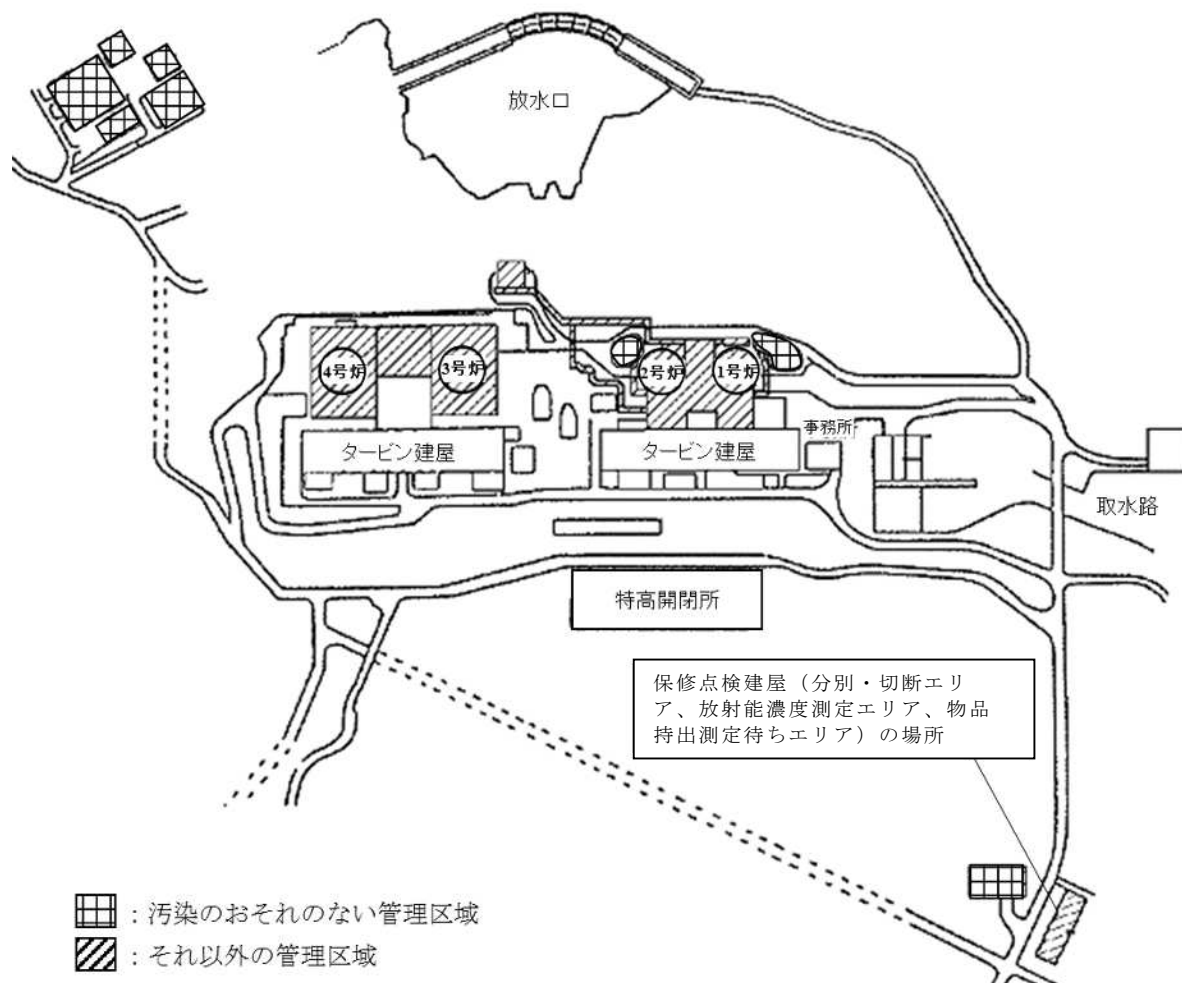 放水口
4号炉
3号炉
2号炉
1号炉
事務所
タービン建屋
タービン建屋
取水路
特高開閉所
保修点検建屋（分別・切断エリ
ア、放射能濃度測定エリア、物品
持出測定待ちエリア）の場所
：汚染のおそれのない管理区域
：それ以外の管理区域